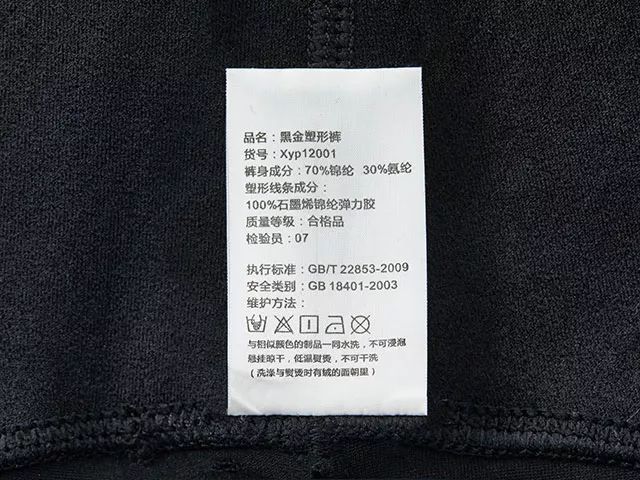 品名：黑金塑形裤
货号：Xyp12001
裤身成分：70%锦纶 30%氨纶
塑形线条成分：
100%石墨烯锦纶弹力胶
质量等级：合格品
检验员：07
执行标准：GB/T 22853-2009
安全类别：GB 18401-2003
维护方法：
与相似颜色的制品一同水洗，不可浸泡
悬挂晾干，低温熨烫，不可干洗
（洗涤与熨烫时有绒的面朝里）